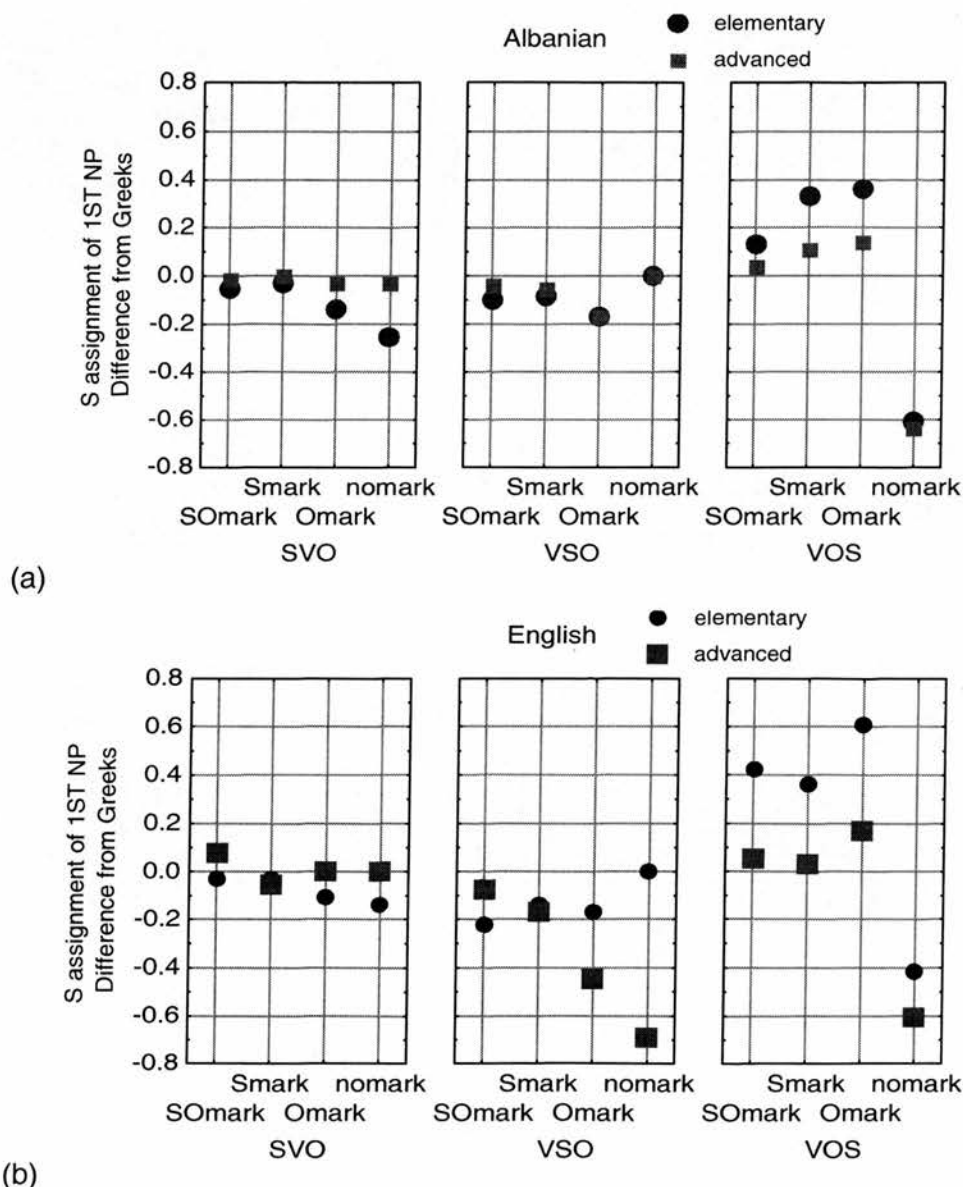 Albanian
elementary
advanced
S assignment of 1ST NP
Difference from Greeks
0.8
0.6
0.4
0.2
0.0
-0.2
-0.4
-0.6
-0.8
Smark nomark Smark nomark Smark nomark
SOmark Omark SOmark Omark SOmark Omark
SVO VSO VOS
(a)
English
elementary
advanced
S assignment of 1ST NP
Difference from Greeks
0.8
0.6
0.4
0.2
0.0
-0.2
-0.4
-0.6
-0.8
Smark nomark Smark nomark Smark nomark
SOmark Omark SOmark Omark SOmark Omark
SVO VSO VOS
(b)